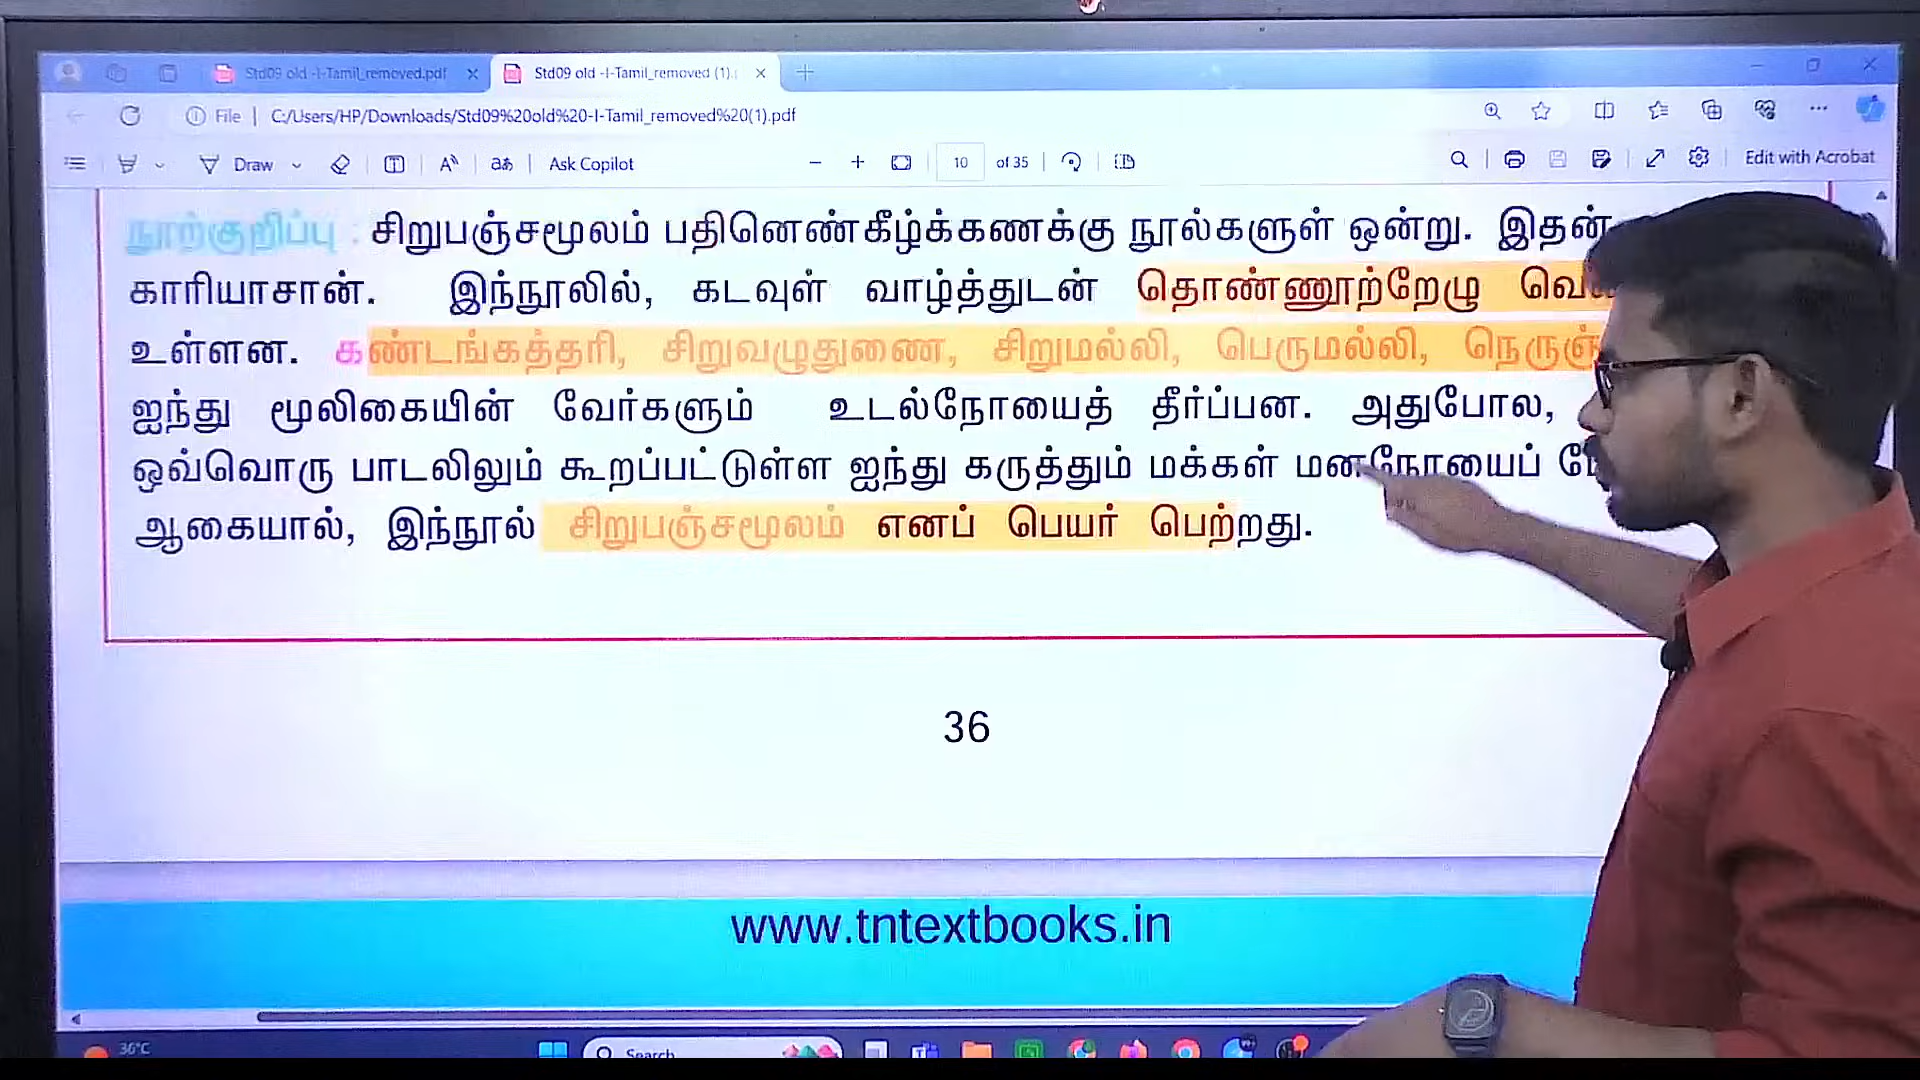 Std09 old -I-Tamil_removed.pdf
Std09 old -I-Tamil_removed (1).
File C:/Users/HP/Downloads/Std09%20old%20-I-Tamil_removed%20(1).pdf
Draw Ask Copilot 10 of 35 Edit with Acrobat
நூற்குறிப்பு : சிறுபஞ்சமூலம் பதினெண்கீழ்க்கணக்கு நூல்களுள் ஒன்று. இதன்
காரியாசான். இந்நூலில், கடவுள் வாழ்த்துடன் தொண்ணூற்றேழு
உள்ளன. கண்டங்கத்தரி, சிறுவழுதுணை, சிறுமல்லி, பெருமல்லி,
ஐந்து மூலிகையின் வேர்களும் உடல்நோயைத் தீர்ப்பன. அதுபோல,
ஒவ்வொரு பாடலிலும் கூறப்பட்டுள்ள ஐந்து கருத்தும் மக்கள் மனநோயைப்
ஆகையால், இந்நூல் சிறுபஞ்சமூலம் எனப் பெயர் பெற்றது.
36
www.tntextbooks.in
36°C
Search